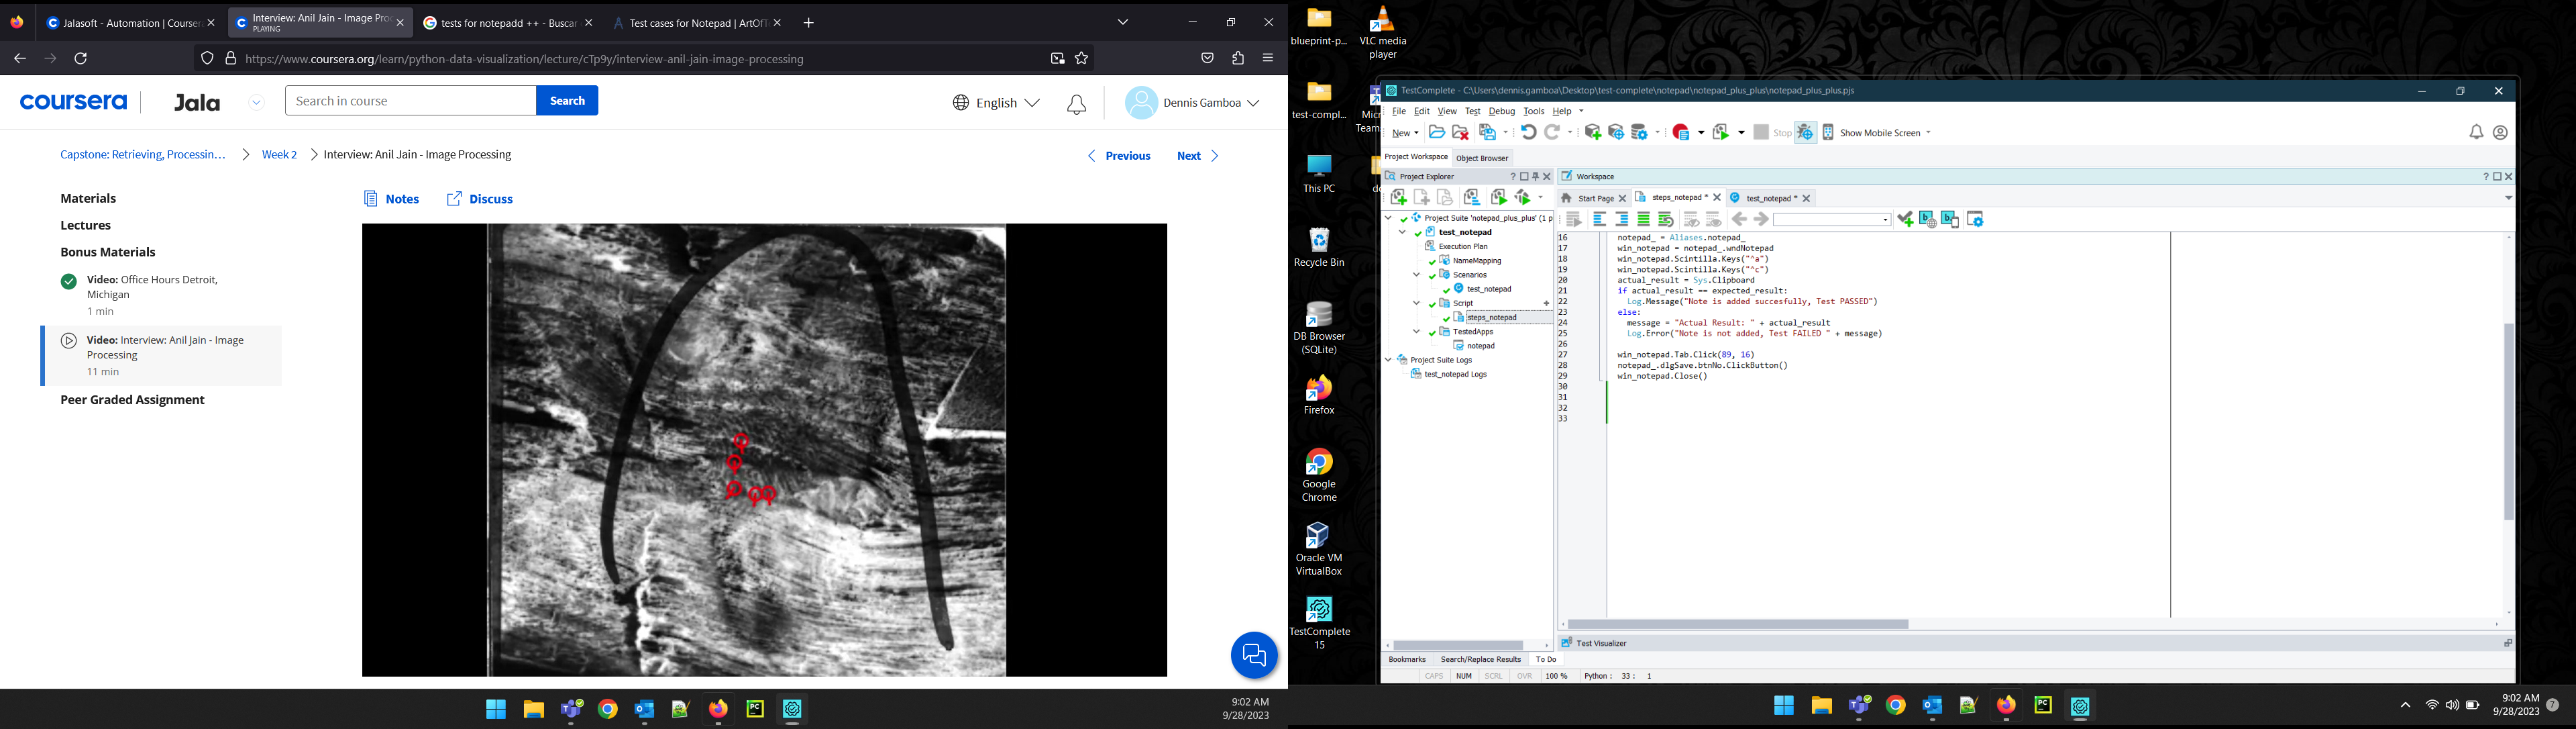 Jalasoft - Automation | Coursera
Interview: Anil Jain - Image Proc
PLAYING
tests for notepadd ++ - Buscar
Test cases for Notepad | ArtOfTe
https://www.coursera.org/learn/python-data-visualization/lecture/cTp9y/interview-anil-jain-image-processing
coursera
Jala
Search in course
Search
English
Dennis Gamboa
Capstone: Retrieving, Processin...
Week 2
Interview: Anil Jain - Image Processing
Previous
Next
Materials
Lectures
Bonus Materials
Video: Office Hours Detroit,
Michigan
1 min
Video: Interview: Anil Jain - Image
Processing
11 min
Peer Graded Assignment
Notes
Discuss
9:02 AM
9/28/2023
blueprint-p...
VLC media
player
test-compl...
This PC
Recycle Bin
DB Browser
(SQLite)
Firefox
Google
Chrome
Oracle VM
VirtualBox
TestComplete
15
TestComplete - C:\Users\dennis.gamboa\Desktop\test-complete\notepad\notepad_plus_plus\notepad_plus_plus.pjs
File Edit View Test Debug Tools Help
New
Stop
Show Mobile Screen
Project Workspace
Object Browser
Project Explorer
Workspace
Start Page
steps_notepad *
test_notepad *
Project Suite 'notepad_plus_plus' (1 p
test_notepad
Execution Plan
NameMapping
Scenarios
test_notepad
Script
steps_notepad
TestedApps
notepad
Project Suite Logs
test_notepad Logs
16 notepad_ = Aliases.notepad_
17 win_notepad = notepad_.wndNotepad
18 win_notepad.Scintilla.Keys("^a")
19 win_notepad.Scintilla.Keys("^c")
20 actual_result = Sys.Clipboard
21 if actual_result == expected_result:
22 Log.Message("Note is added succesfully, Test PASSED")
23 else:
24 message = "Actual Result: " + actual_result
25 Log.Error("Note is not added, Test FAILED " + message)
26
27 win_notepad.Tab.Click(89, 16)
28 notepad_.dlgSave.btnNo.ClickButton()
29 win_notepad.Close()
30
31
32
33
Test Visualizer
Bookmarks
Search/Replace Results
To Do
CAPS NUM SCRL OVR 100 % Python : 33 : 1
9:02 AM
9/28/2023
7